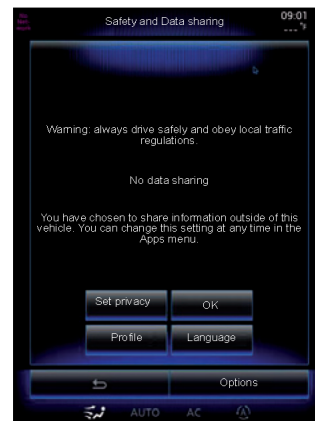 Safety and Data sharing
09:01
---°F
Warning: always drive safely and obey local traffic
regulations.
No data sharing
You have chosen to share information outside of this
vehicle. You can change this setting at any time in the
Apps menu.
Set privacy
OK
Profile
Language
Options
AUTO
AC